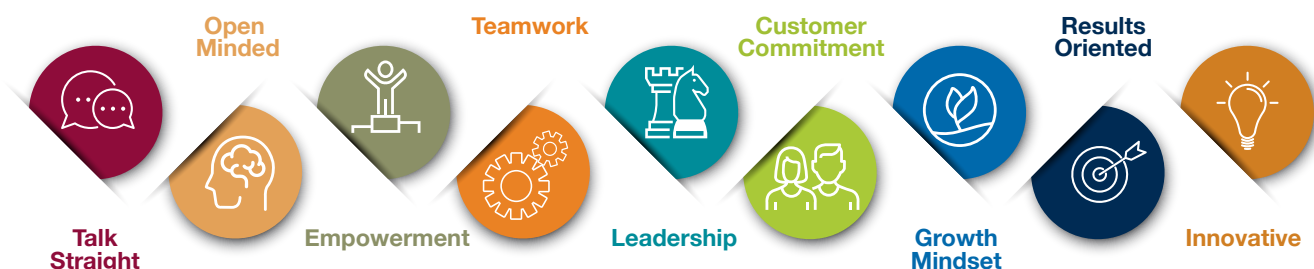 Open
Minded
Teamwork
Customer
Commitment
Results
Oriented
Talk
Straight
Empowerment
Leadership
Growth
Mindset
Innovative